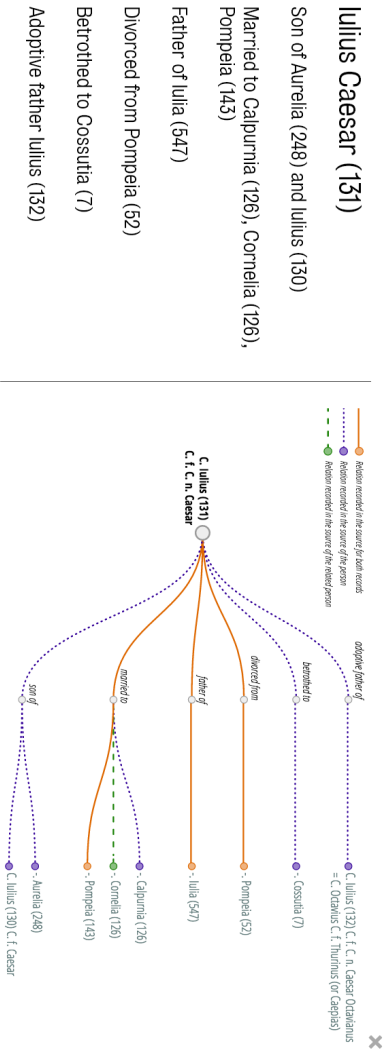 Iulius Caesar (131)
Son of Aurelia (248) and Iulius (130)
Married to Calpurnia (126), Cornelia (126),
Pompeia (143)
Father of Iulia (547)
Divorced from Pompeia (52)
Betrothed to Cossutia (7)
Adoptive father Iulius (132)
Relation recorded in the source for both records
Relation recorded in the source of the person
Relation recorded in the source of the related person
C. Iulius (131)
C. f. C. n. Caesar
adoptive father of
C. Iulius (132) C. f. C. n. Caesar Octavianus
= C. Octavius C. f. Thurinus (or Caepias)
betrothed to
-. Cossutia (7)
divorced from
-. Pompeia (52)
father of
-. Iulia (547)
married to
-. Calpurnia (126)
-. Cornelia (126)
-. Pompeia (143)
son of
-. Aurelia (248)
C. Iulius (130) C. f. Caesar